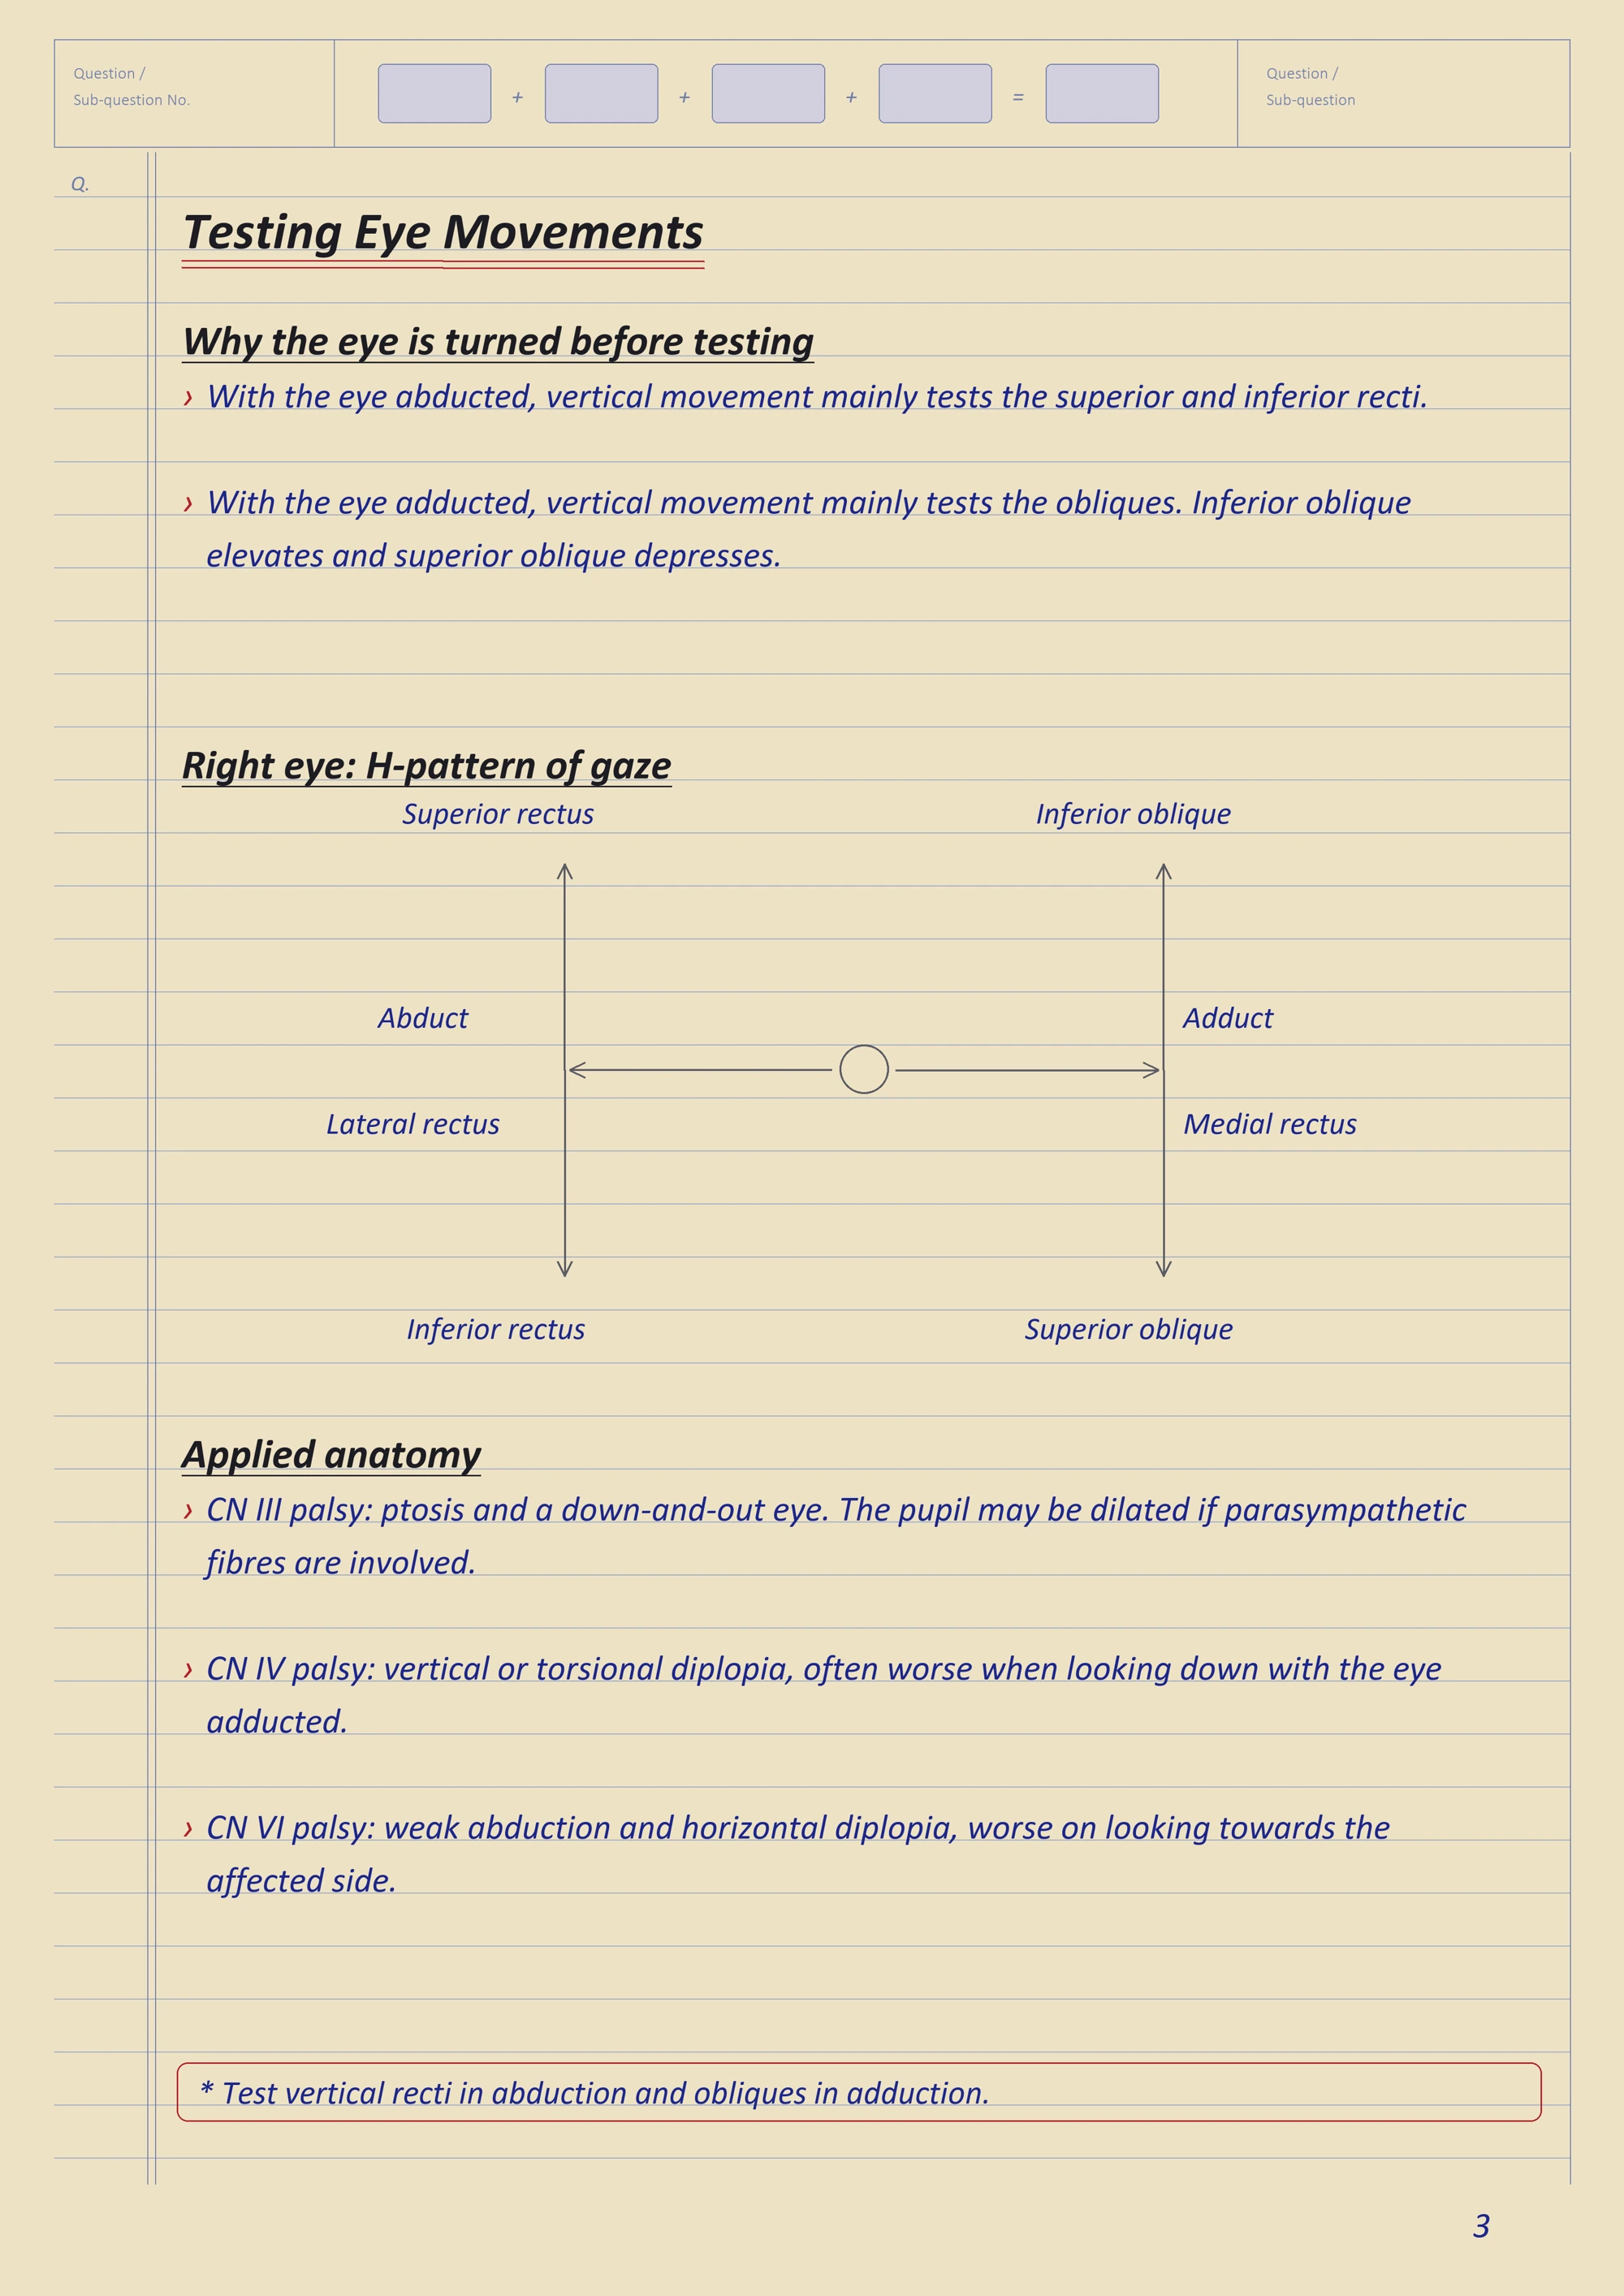 Question /
Sub-question No.
+ + + =
Question /
Sub-question
Q.
Testing Eye Movements
Why the eye is turned before testing
› With the eye abducted, vertical movement mainly tests the superior and inferior recti.
› With the eye adducted, vertical movement mainly tests the obliques. Inferior oblique
elevates and superior oblique depresses.
Right eye: H-pattern of gaze
Superior rectus
Inferior oblique
Abduct
Adduct
Lateral rectus
Medial rectus
Inferior rectus
Superior oblique
Applied anatomy
› CN III palsy: ptosis and a down-and-out eye. The pupil may be dilated if parasympathetic
fibres are involved.
› CN IV palsy: vertical or torsional diplopia, often worse when looking down with the eye
adducted.
› CN VI palsy: weak abduction and horizontal diplopia, worse on looking towards the
affected side.
* Test vertical recti in abduction and obliques in adduction.
3